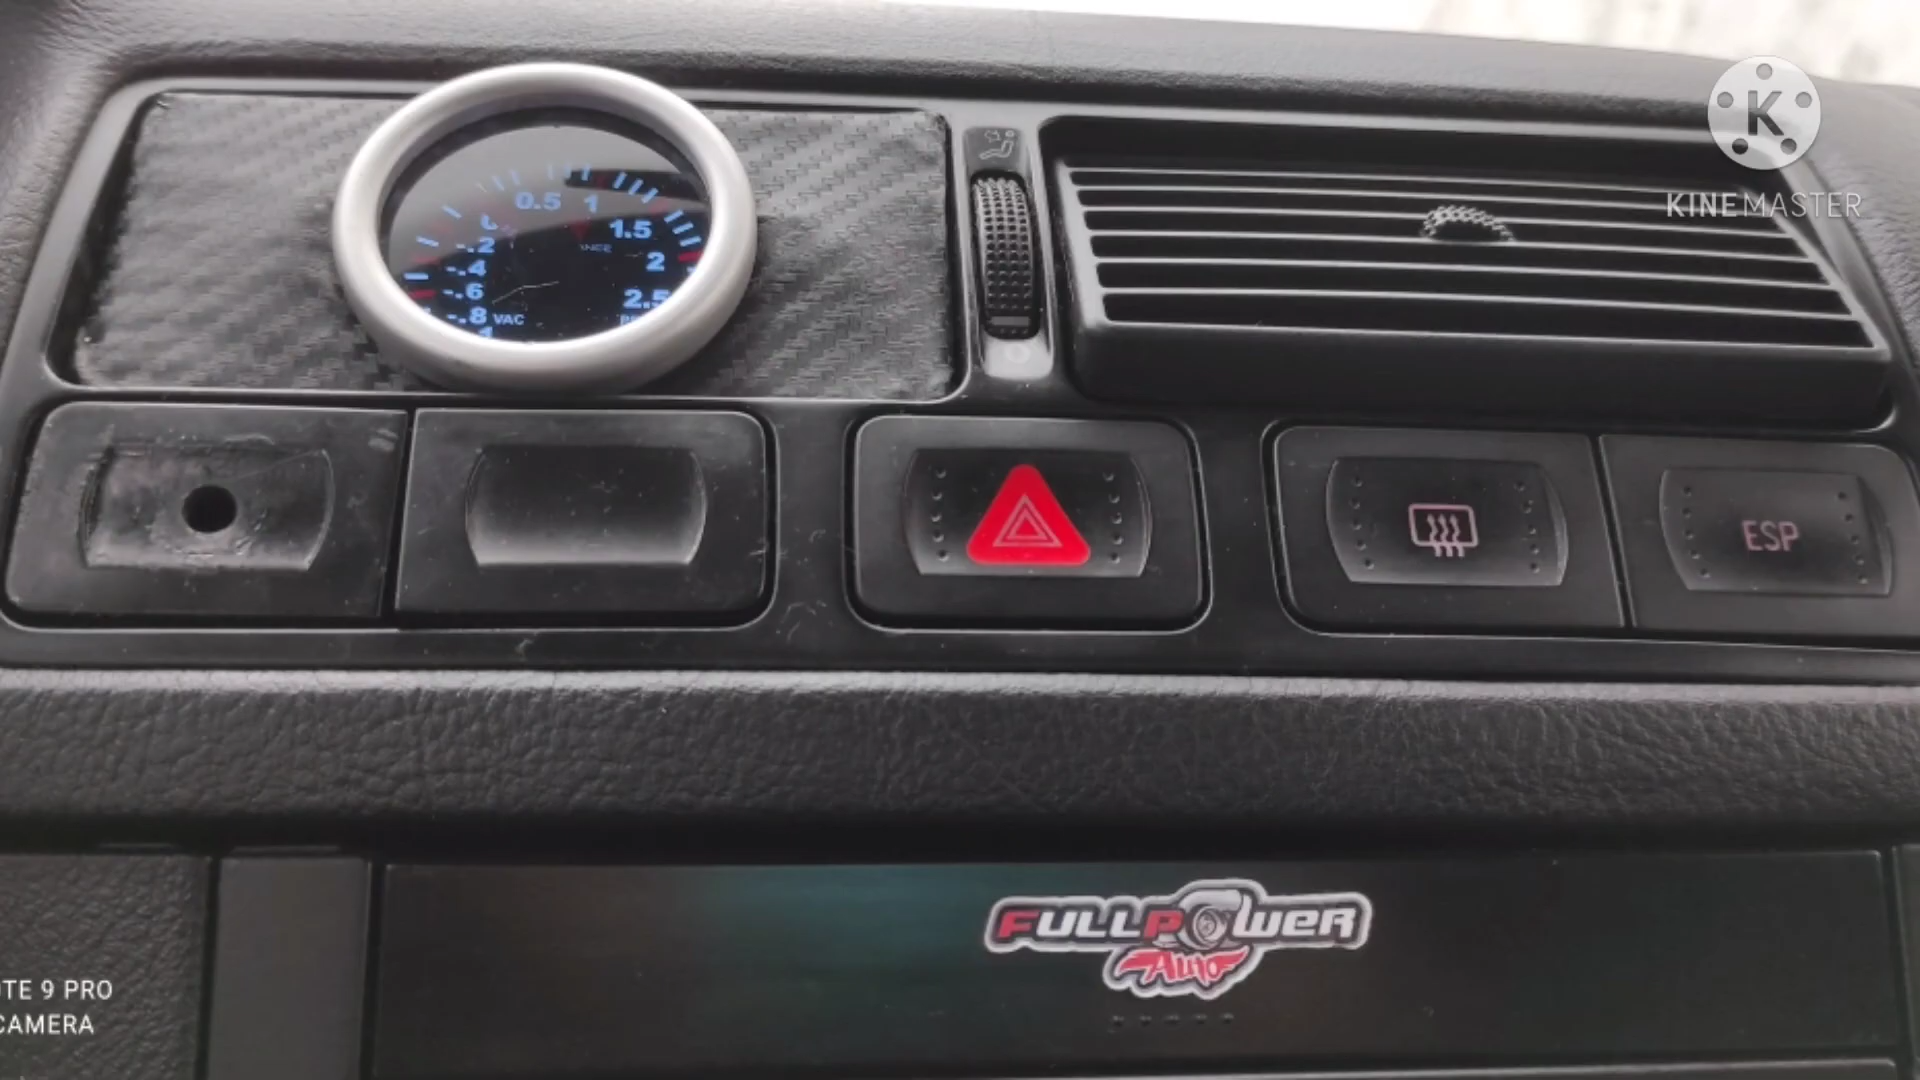 0.5 1
1.5
-.2
2
-.4
-.6
2.5
-.8 VAC
K
KINEMASTER
ESP
FULLPOWER
Auto
TE 9 PRO
CAMERA